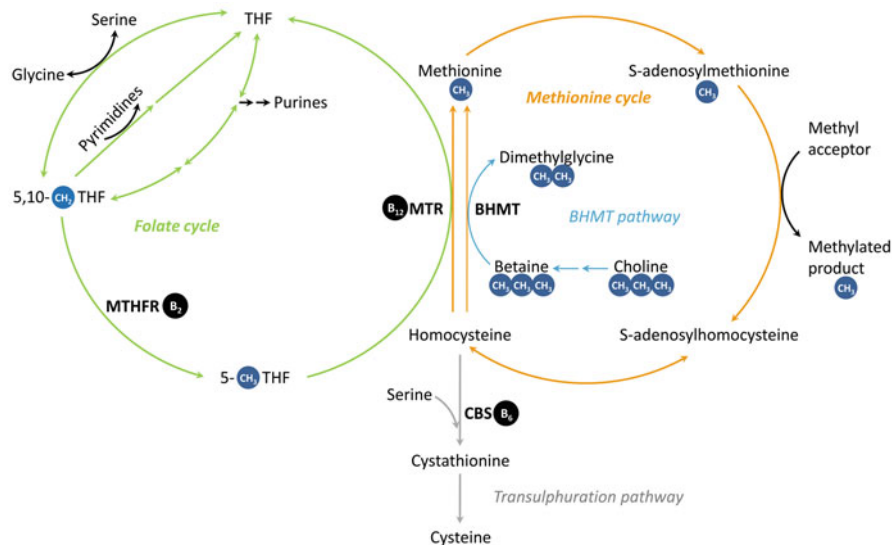 Serine
THF
Glycine
Pyrimidines
Purines
5,10- CH₂ THF
Folate cycle
MTHFR B₂
5- CH₃ THF
B₁₂ MTR
BHMT
Methionine
CH₃
Methionine cycle
S-adenosylmethionine
CH₃
Methyl
acceptor
Dimethylglycine
CH₃ CH₃
BHMT pathway
Betaine
CH₃ CH₃ CH₃
Choline
CH₃ CH₃ CH₃
Methylated
product
CH₃
Homocysteine
S-adenosylhomocysteine
Serine
CBS B₆
Cystathionine
Transulphuration pathway
Cysteine